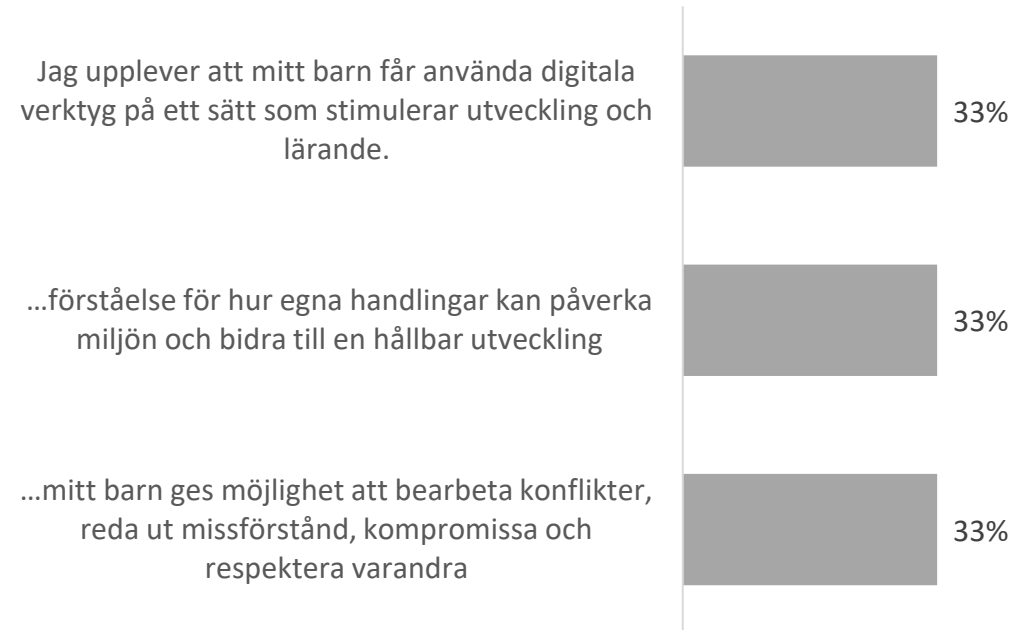 Jag upplever att mitt barn får använda digitala
verktyg på ett sätt som stimulerar utveckling och
lärande.
33%
...förståelse för hur egna handlingar kan påverka
miljön och bidra till en hållbar utveckling
33%
...mitt barn ges möjlighet att bearbeta konflikter,
reda ut missförstånd, kompromissa och
respektera varandra
33%